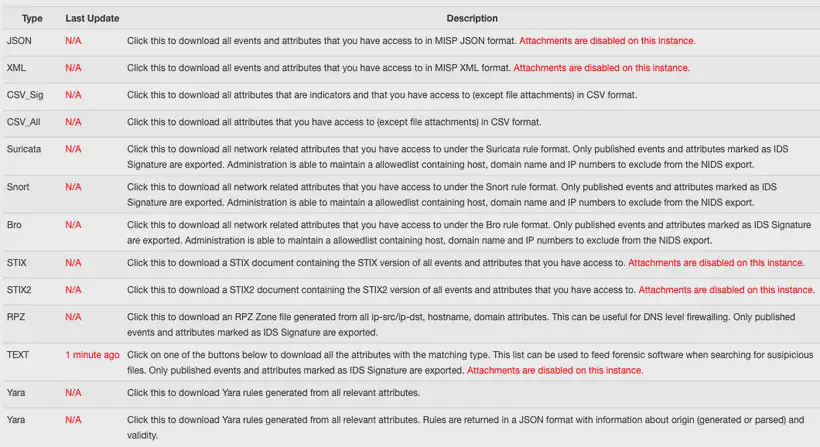 Type Last Update Description
JSON N/A Click this to download all events and attributes that you have access to in MISP JSON format. Attachments are disabled on this instance.
XML N/A Click this to download all events and attributes that you have access to in MISP XML format. Attachments are disabled on this instance.
CSV_Sig N/A Click this to download all attributes that are indicators and that you have access to (except file attachments) in CSV format.
CSV_All N/A Click this to download all attributes that you have access to (except file attachments) in CSV format.
Suricata N/A Click this to download all network related attributes that you have access to under the Suricata rule format. Only published events and attributes marked as IDS
Signature are exported. Administration is able to maintain a allowedlist containing host, domain name and IP numbers to exclude from the NIDS export.
Snort N/A Click this to download all network related attributes that you have access to under the Snort rule format. Only published events and attributes marked as IDS
Signature are exported. Administration is able to maintain a allowedlist containing host, domain name and IP numbers to exclude from the NIDS export.
Bro N/A Click this to download all network related attributes that you have access to under the Bro rule format. Only published events and attributes marked as IDS Signature
are exported. Administration is able to maintain a allowedlist containing host, domain name and IP numbers to exclude from the NIDS export.
STIX N/A Click this to download a STIX document containing the STIX version of all events and attributes that you have access to. Attachments are disabled on this instance.
STIX2 N/A Click this to download a STIX2 document containing the STIX2 version of all events and attributes that you have access to. Attachments are disabled on this instance.
RPZ N/A Click this to download an RPZ Zone file generated from all ip-src/ip-dst, hostname, domain attributes. This can be useful for DNS level firewalling. Only published
events and attributes marked as IDS Signature are exported.
TEXT 1 minute ago Click on one of the buttons below to download all the attributes with the matching type. This list can be used to feed forensic software when searching for suspicious
files. Only published events and attributes marked as IDS Signature are exported. Attachments are disabled on this instance.
Yara N/A Click this to download Yara rules generated from all relevant attributes.
Yara N/A Click this to download Yara rules generated from all relevant attributes. Rules are returned in a JSON format with information about origin (generated or parsed) and
validity.